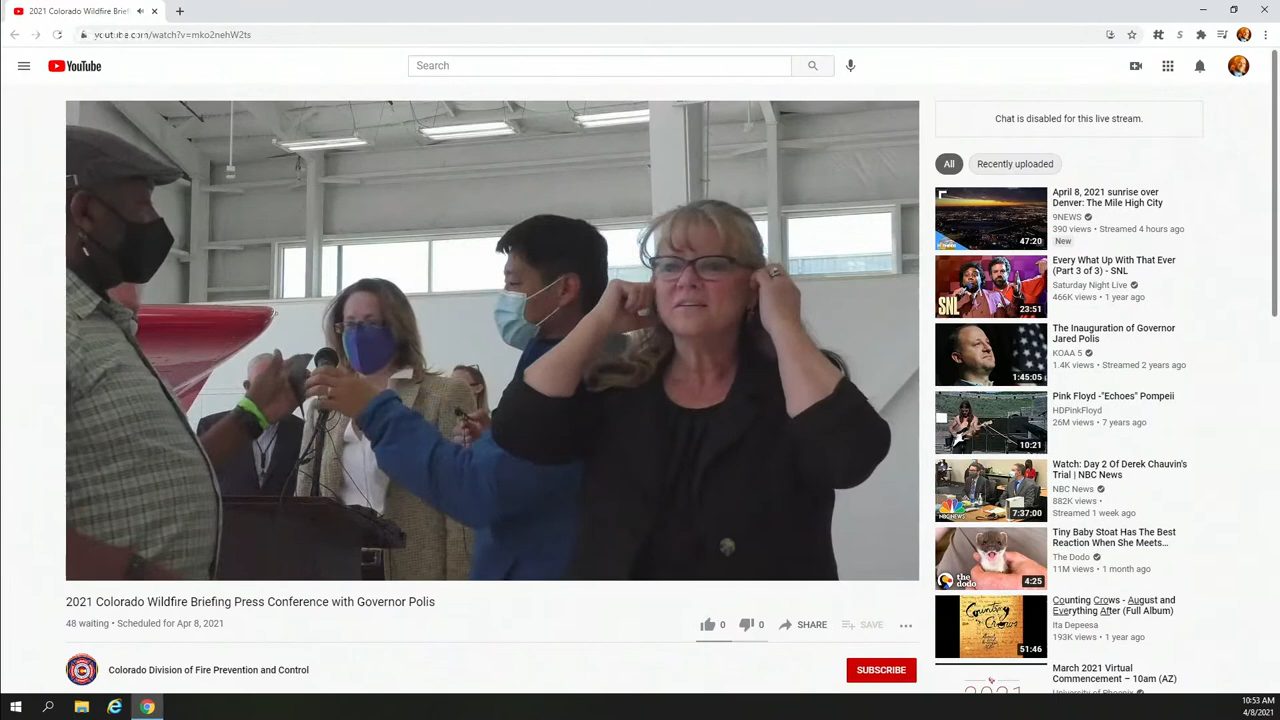 2021 Colorado Wildfire Briefing
youtube.com/watch?v=mko2nehW2ts
YouTube
Search
Chat is disabled for this live stream.
All
Recently uploaded
47:20
April 8, 2021 sunrise over
Denver: The Mile High City
9NEWS
390 views • Streamed 4 hours ago
New
SNL
23:51
Every What Up With That Ever
(Part 3 of 3) - SNL
Saturday Night Live
466K views • 1 year ago
1:45:05
The Inauguration of Governor
Jared Polis
KOAA 5
1.4K views • Streamed 2 years ago
10:21
Pink Floyd -"Echoes" Pompeii
HDPinkFloyd
26M views • 7 years ago
NBC NEWS
7:37:00
Watch: Day 2 Of Derek Chauvin's
Trial | NBC News
NBC News
882K views •
Streamed 1 week ago
the dodo
4:25
Tiny Baby Stoat Has The Best
Reaction When She Meets...
The Dodo
11M views • 1 month ago
Counting Crows
51:46
Counting Crows - August and
Everything After (Full Album)
Ita Depeesa
193K views • 1 year ago
March 2021 Virtual
Commencement – 10am (AZ)
University of Phoenix
2021 Colorado Wildfire Briefing Press Conference with Governor Polis
48 waiting • Scheduled for Apr 8, 2021
0
0
SHARE
SAVE
Colorado Division of Fire Prevention and Control
SUBSCRIBE
10:53 AM
4/8/2021